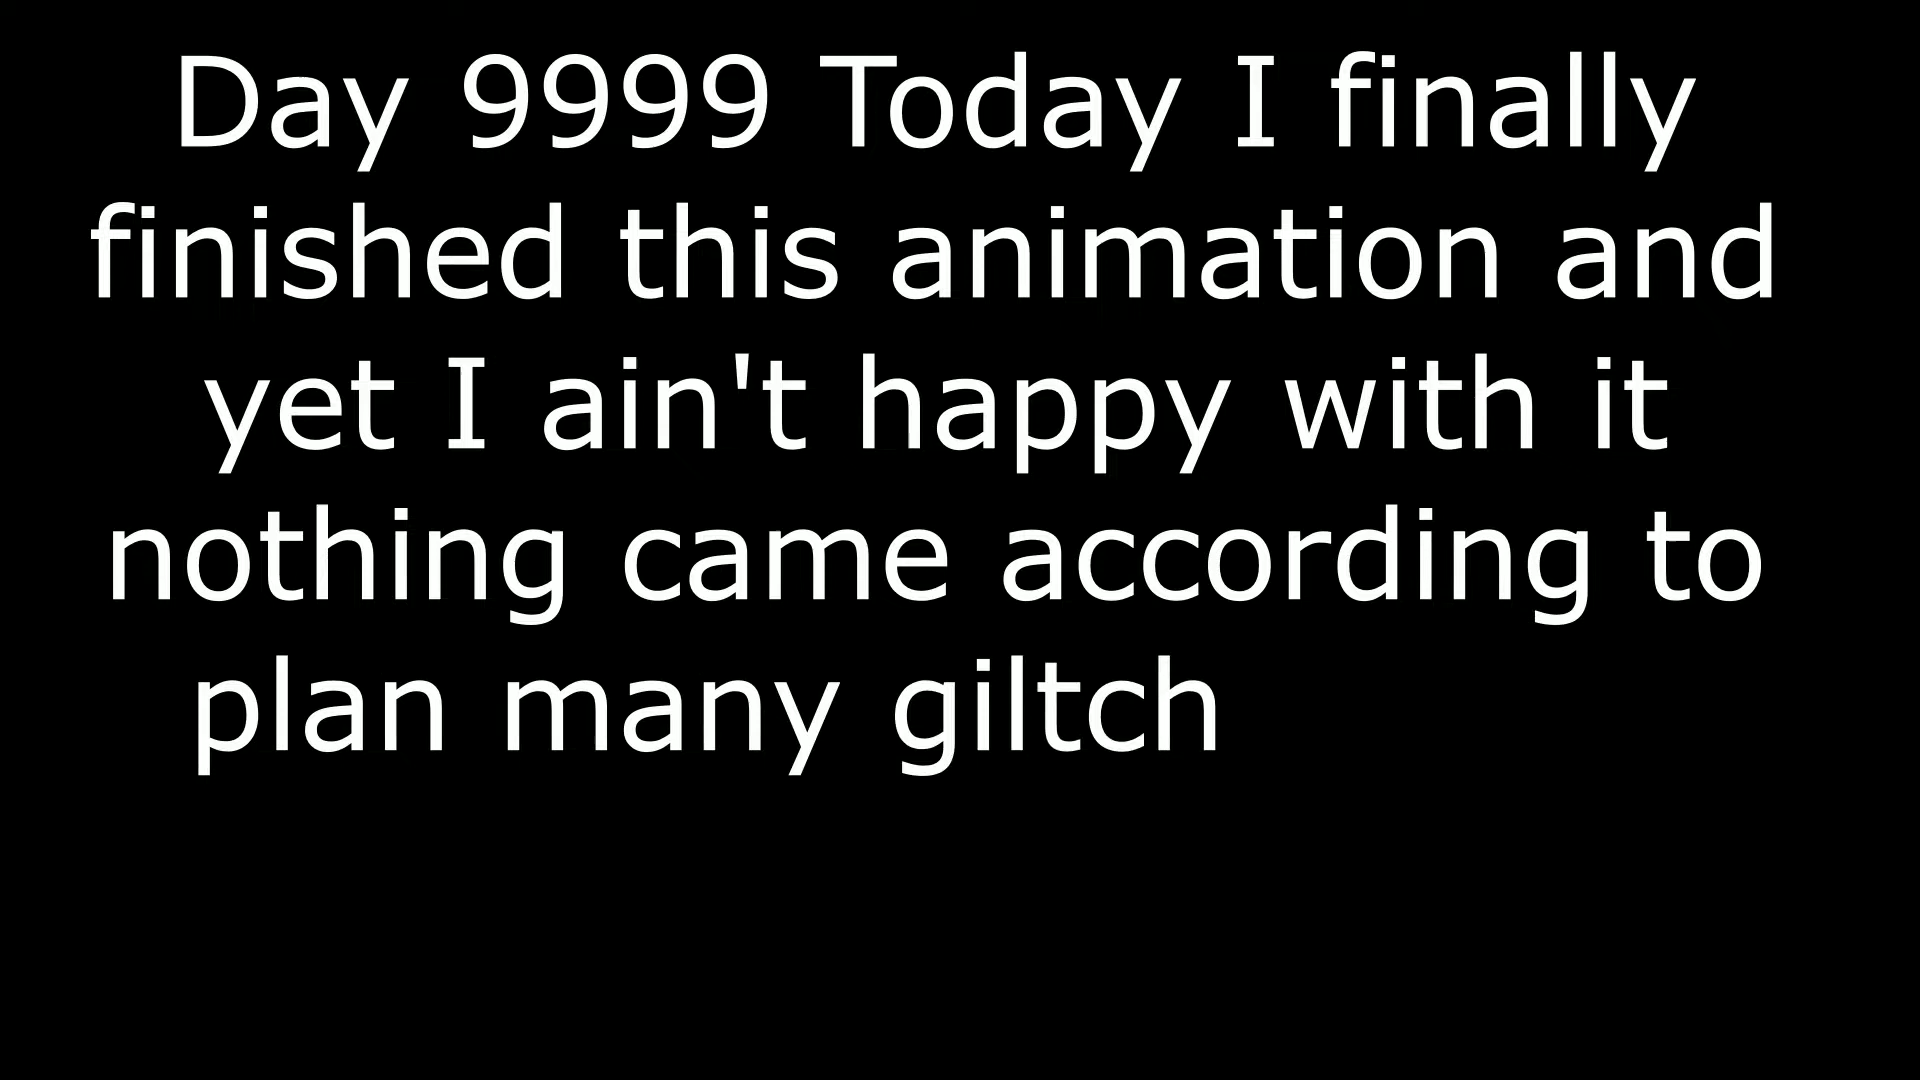 Day 9999 Today I finally
finished this animation and
yet I ain't happy with it
nothing came according to
plan many giltch